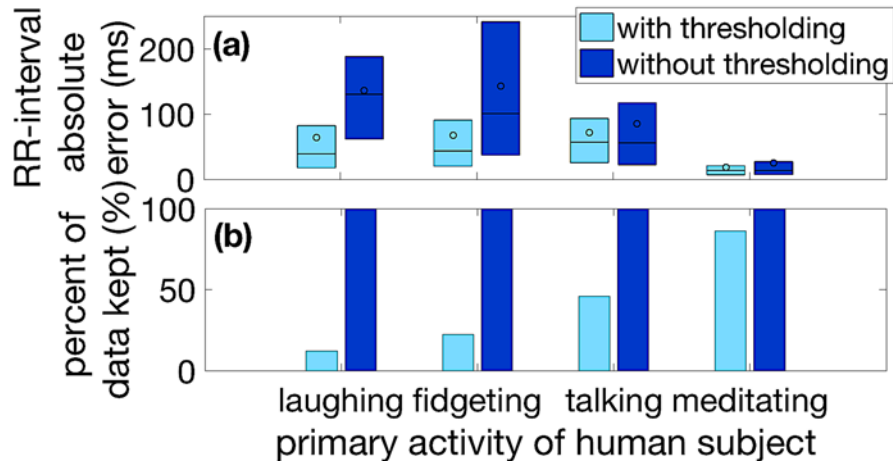 (a)
with thresholding
without thresholding
RR-interval
absolute
error (ms)
200
100
0
(b)
percent of
data kept (%)
100
50
0
laughing fidgeting talking meditating
primary activity of human subject